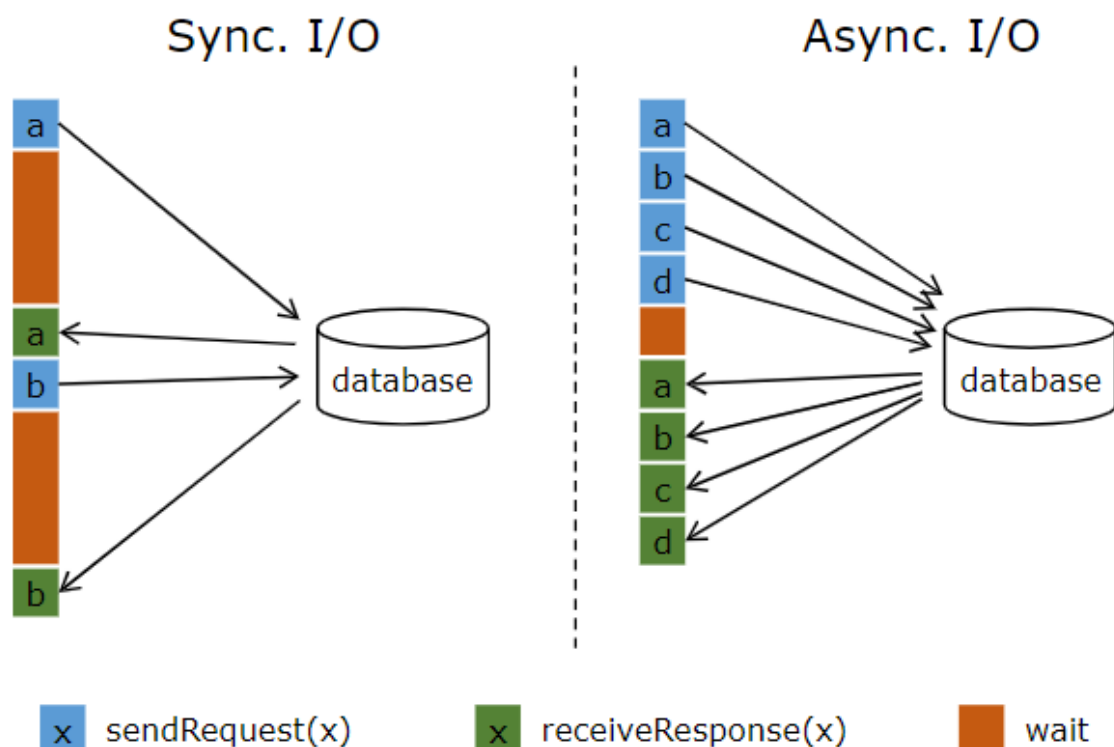 Sync. I/O
Async. I/O
a
a
b
b
database
a
b
c
d
a
b
c
d
database
x sendRequest(x)
x receiveResponse(x)
wait